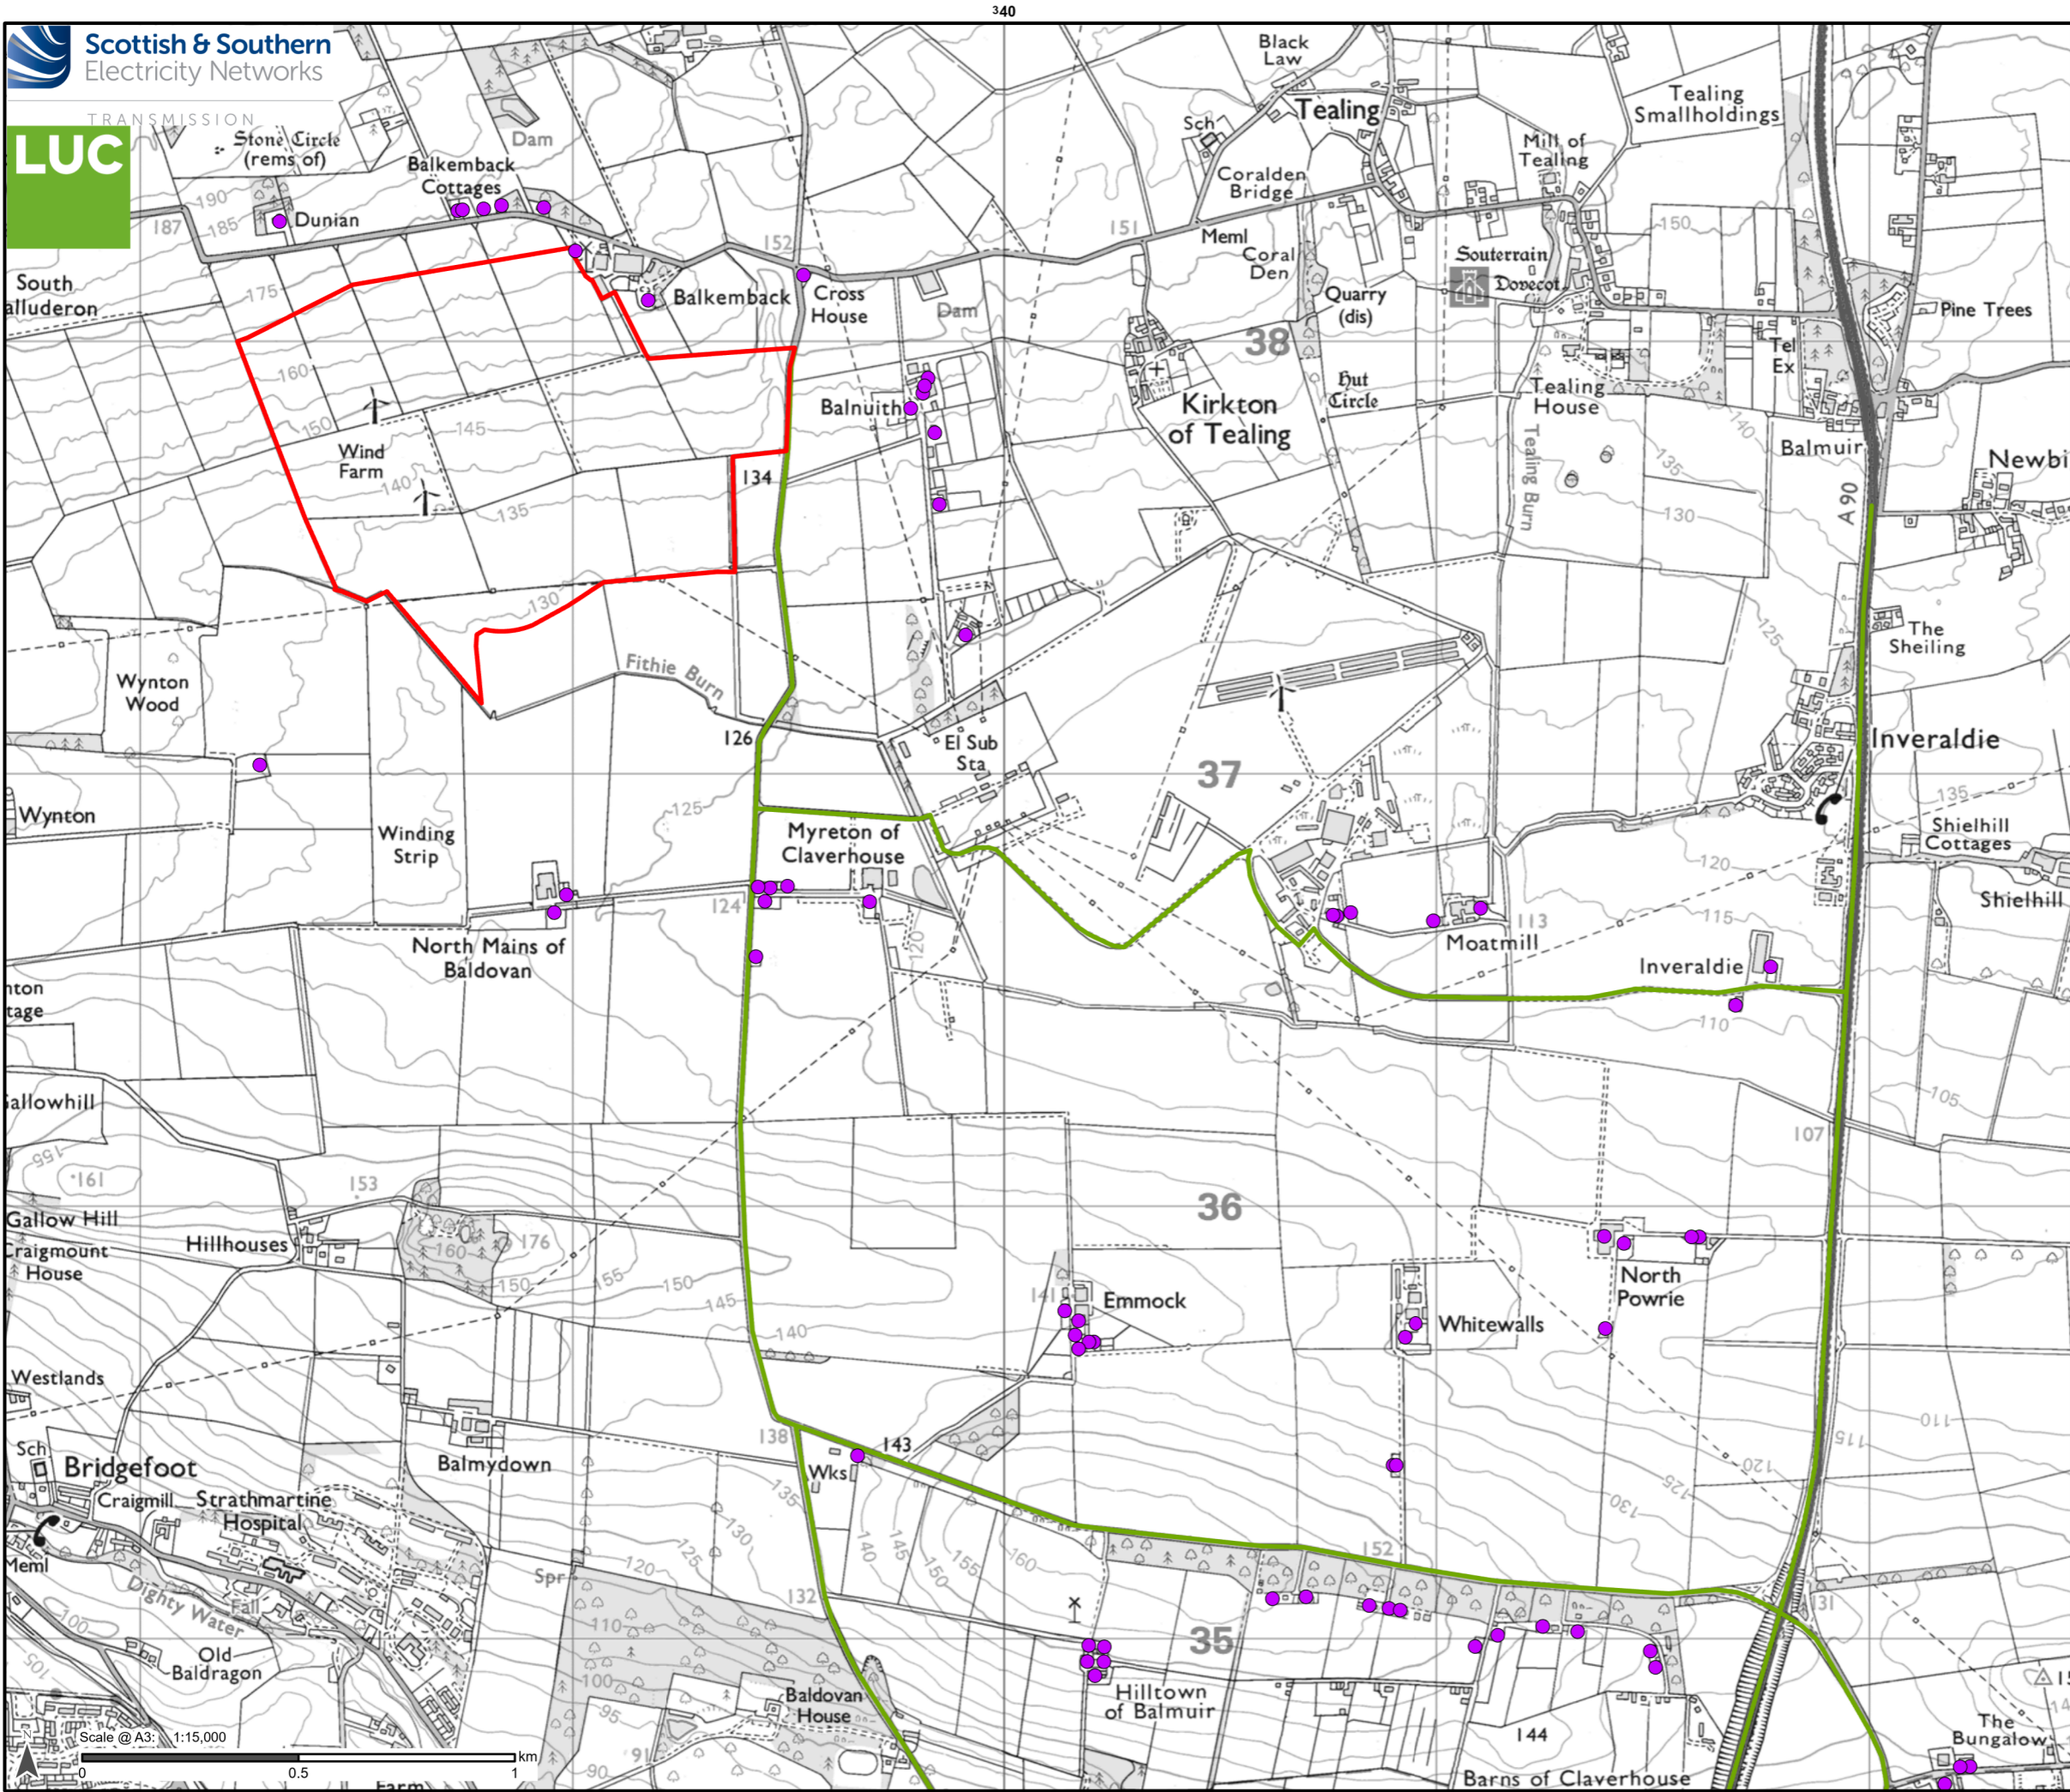 ³40
Scottish & Southern
Electricity Networks
TRANSMISSION
LUC
Black
Law
Tealing
Tealing
Smallholdings
Sch
Stone Circle
(rems of)
Dam
Balkemback
Cottages
Mill of
Tealing
Coralden
Bridge
190
185
187
Dunian
152
151
Meml
Coral
Den
150
Souterrain
Dovecot
South
alluderon
175
Balkemback
Cross
House
Dam
Quarry
(dis)
Pine Trees
38
Tel
Ex
160
Hut
Circle
Tealing
House
Balnuith
Kirkton
of Tealing
150
145
Wind
Farm
140
135
134
Tealing Burn
140
135
130
Balmuir
Newbi
A 90
130
125
The
Sheiling
Wynton
Wood
Fithie Burn
126
El Sub
Sta
37
Inveraldie
135
Wynton
125
Winding
Strip
Myreton of
Claverhouse
Shielhill
Cottages
120
Shielhill
124
113
115
Moatmill
North Mains of
Baldovan
120
Inveraldie
nton
tage
110
allowhill
105
107
155
161
153
36
Gallow Hill
Craigmount
House
Hillhouses
160
176
150
155
150
145
141
Emmock
North
Powrie
Whitewalls
140
Westlands
110
115
138
143
Sch
Bridgefoot
Balmydown
Wks
120
125
130
135
Craigmill
Strathmartine
Hospital
130
125
120
140
145
150
155
160
152
Meml
Spr
Dighty Water
Fall
132
131
100
110
35
Old
Baldragon
105
100
95
Baldovan
House
Hilltown
of Balmuir
144
The
Bungalow
Scale @ A3: 1:15,000
N
km
0
0.5
1
91
90
Farm
Barns of Claverhouse